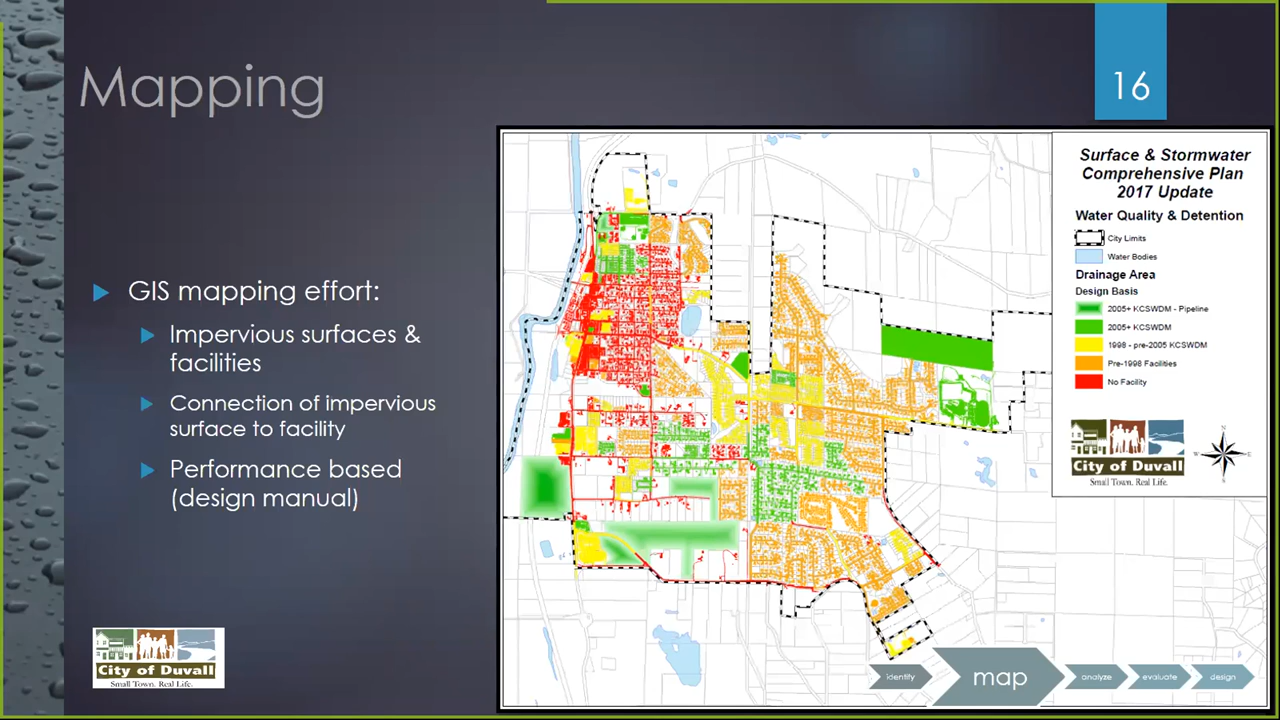 Mapping
16
GIS mapping effort:
Impervious surfaces &
facilities
Connection of impervious
surface to facility
Performance based
(design manual)
City of Duvall
Small Town. Real Life.
Surface & Stormwater
Comprehensive Plan
2017 Update
Water Quality & Detention
City Limits
Water Bodies
Drainage Area
Design Basis
2005+ KCSWDM - Pipeline
2005+ KCSWDM
1998 - pre-2005 KCSWDM
Pre-1998 Facilities
No Facility
City of Duvall
Small Town. Real Life.
N
W
E
S
identify
map
analyze
evaluate
design